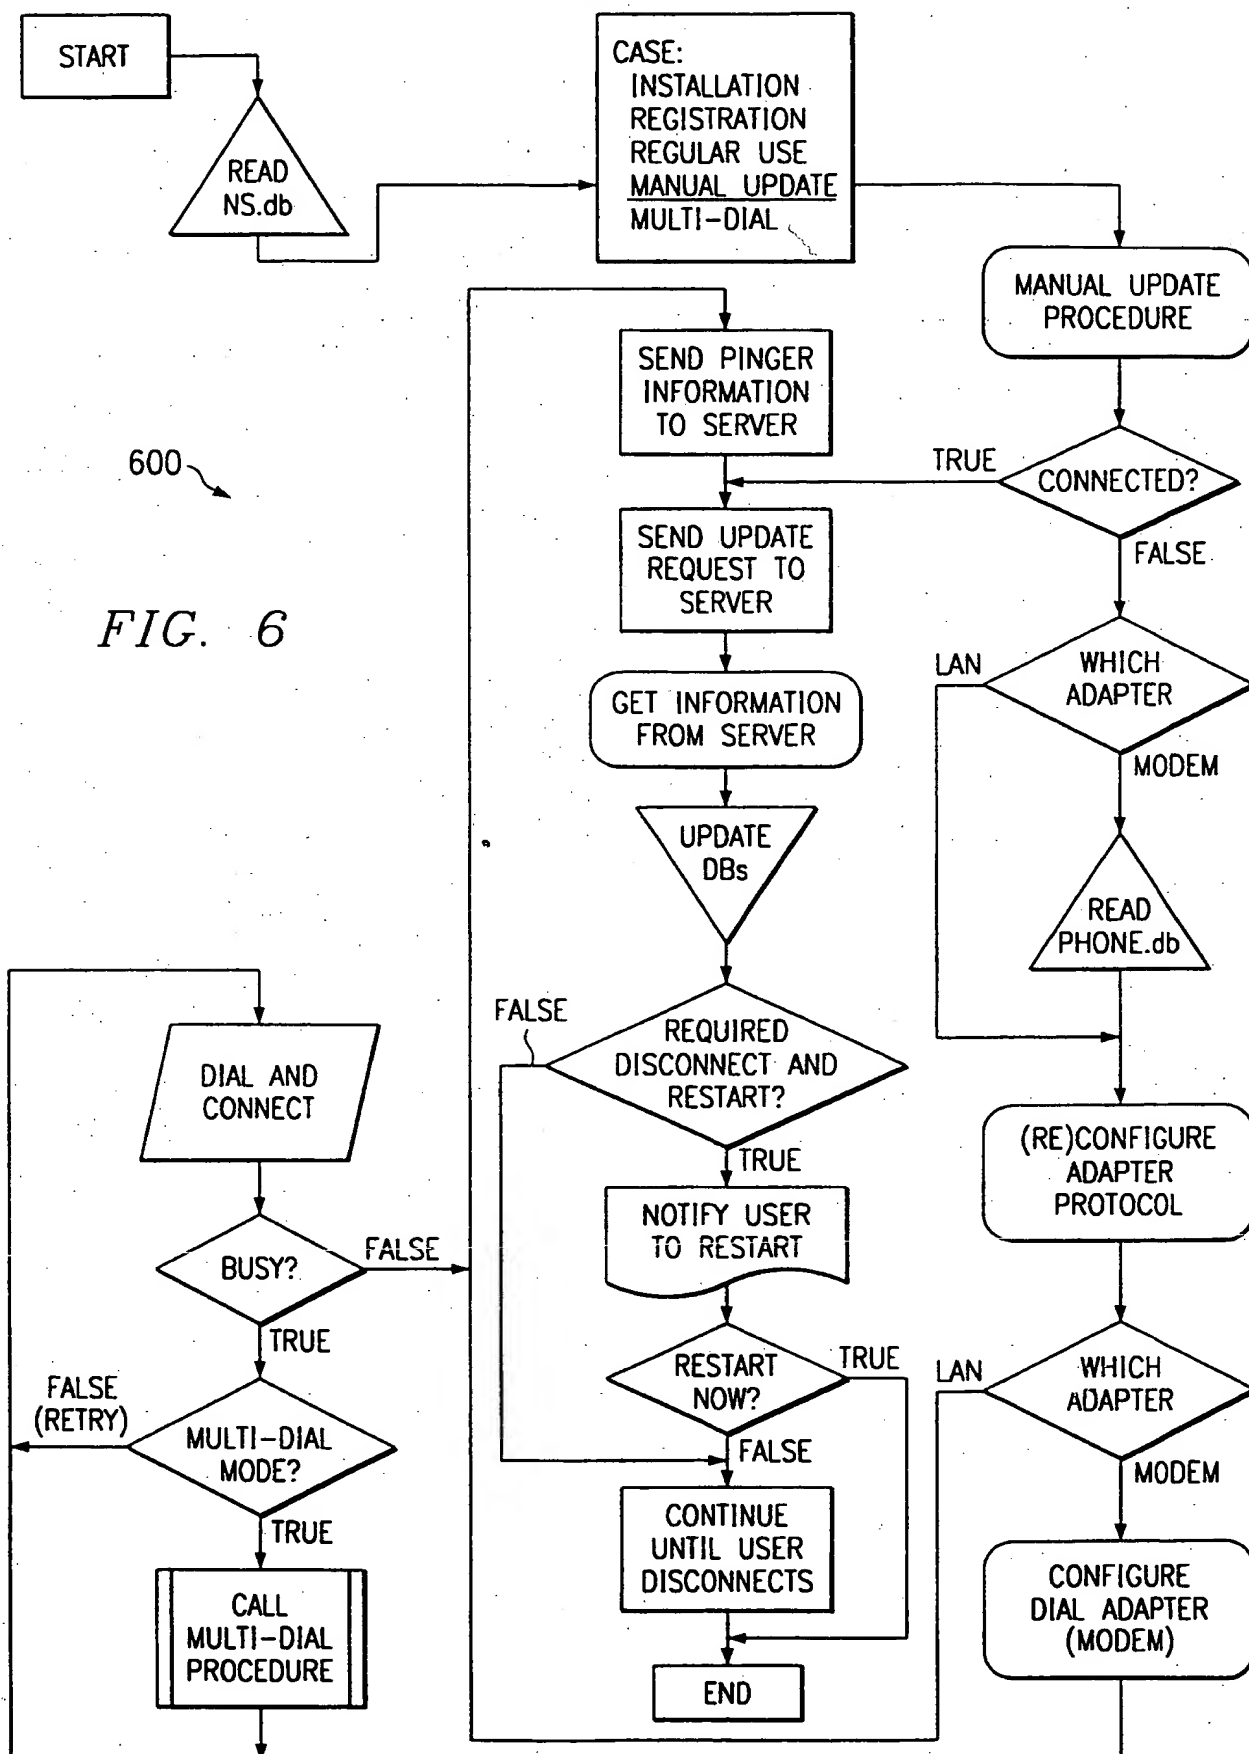 START
READ
NS.db
CASE:
INSTALLATION
REGISTRATION
REGULAR USE
MANUAL UPDATE
MULTI-DIAL
MANUAL UPDATE
PROCEDURE
SEND PINGER
INFORMATION
TO SERVER
TRUE
CONNECTED?
FALSE
600
FIG. 6
SEND UPDATE
REQUEST TO
SERVER
LAN
WHICH
ADAPTER
MODEM
GET INFORMATION
FROM SERVER
UPDATE
DBs
READ
PHONE.db
FALSE
REQUIRED
DISCONNECT AND
RESTART?
TRUE
DIAL AND
CONNECT
(RE)CONFIGURE
ADAPTER
PROTOCOL
NOTIFY USER
TO RESTART
BUSY?
FALSE
TRUE
RESTART
NOW?
TRUE
FALSE
LAN
WHICH
ADAPTER
MODEM
FALSE
(RETRY)
MULTI-DIAL
MODE?
TRUE
CONTINUE
UNTIL USER
DISCONNECTS
CONFIGURE
DIAL ADAPTER
(MODEM)
CALL
MULTI-DIAL
PROCEDURE
END